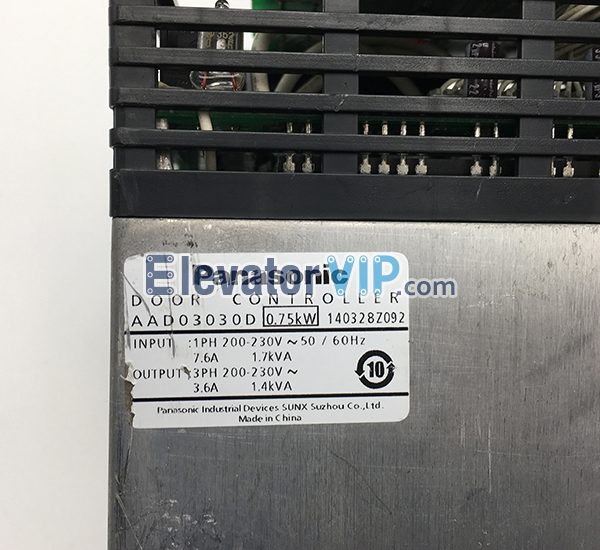 Panasonic
ElevatorVIP.com
DOOR CONTROLLER
AAD03030D 0.75kW 140328Z092
INPUT :1PH 200-230V ~ 50 / 60Hz
7.6A 1.7kVA
OUTPUT :3PH 200-230V ~
3.6A 1.4kVA
10
Panasonic Industrial Devices SUNX Suzhou Co.,Ltd.
Made in China